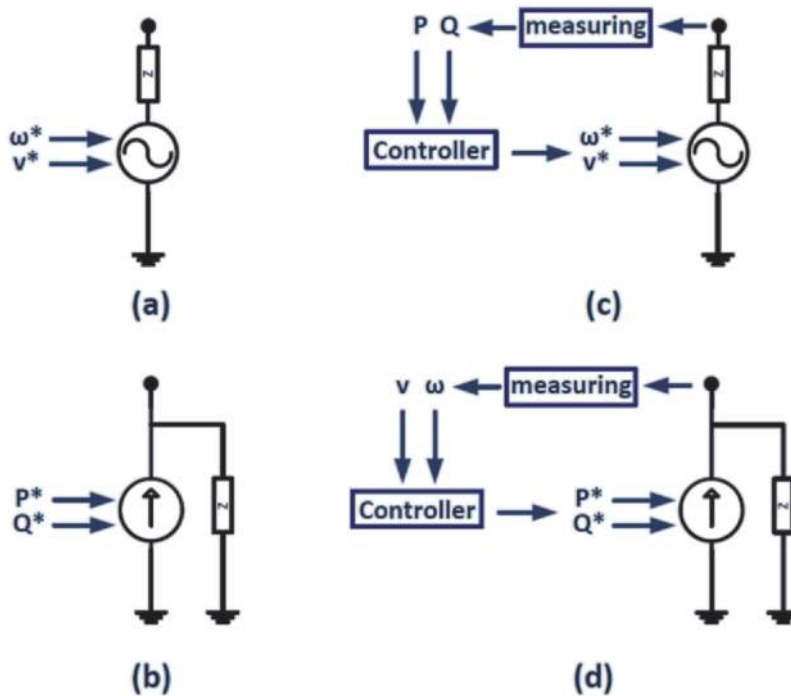 P Q measuring
Z
Z
ω*
v*
Controller
ω*
v*
(a)
(c)
v ω measuring
P*
Q*
Z
Controller
P*
Q*
Z
(b)
(d)